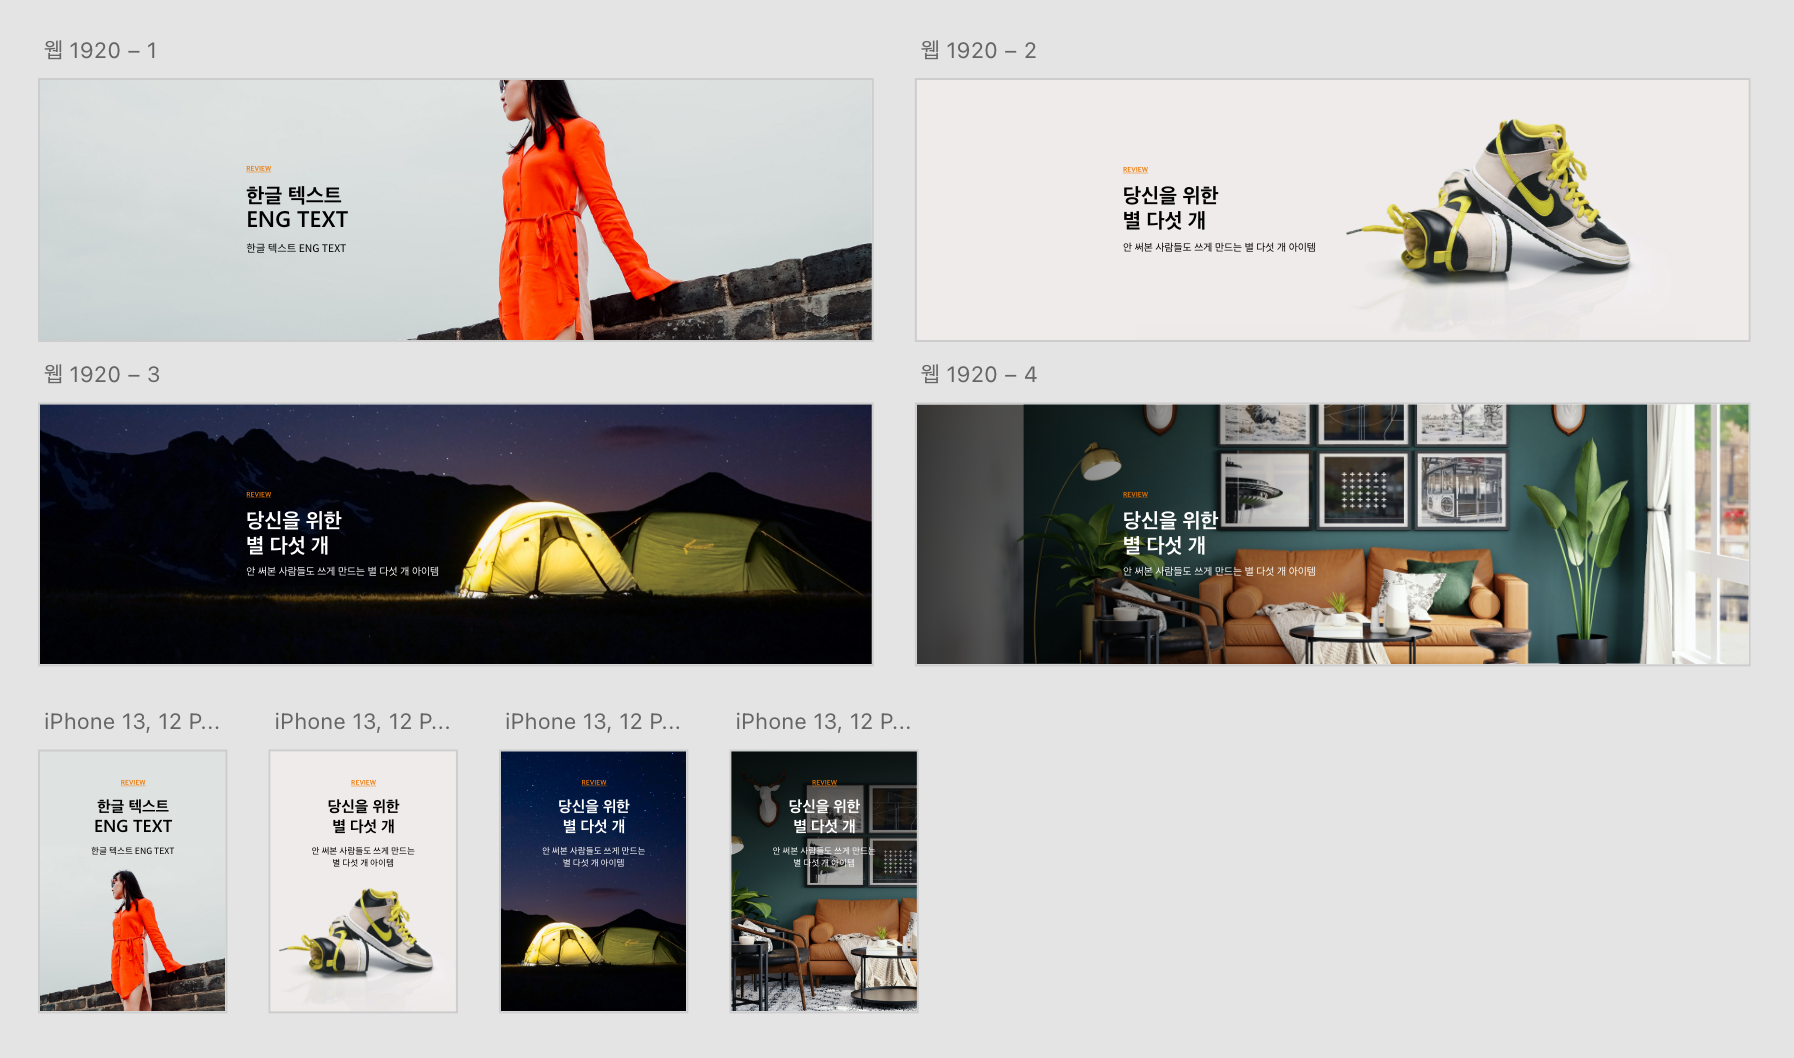 웹 1920 – 1
REVIEW
한글 텍스트
ENG TEXT
한글 텍스트 ENG TEXT
웹 1920 – 2
REVIEW
당신을 위한
별 다섯 개
안 써본 사람들도 쓰게 만드는 별 다섯 개 아이템
웹 1920 – 3
REVIEW
당신을 위한
별 다섯 개
안 써본 사람들도 쓰게 만드는 별 다섯 개 아이템
웹 1920 – 4
REVIEW
당신을 위한
별 다섯 개
안 써본 사람들도 쓰게 만드는 별 다섯 개 아이템
iPhone 13, 12 P...
REVIEW
한글 텍스트
ENG TEXT
한글 텍스트 ENG TEXT
iPhone 13, 12 P...
REVIEW
당신을 위한
별 다섯 개
안 써본 사람들도 쓰게 만드는
별 다섯 개 아이템
iPhone 13, 12 P...
REVIEW
당신을 위한
별 다섯 개
안 써본 사람들도 쓰게 만드는
별 다섯 개 아이템
iPhone 13, 12 P...
REVIEW
당신을 위한
별 다섯 개
안 써본 사람들도 쓰게 만드는
별 다섯 개 아이템